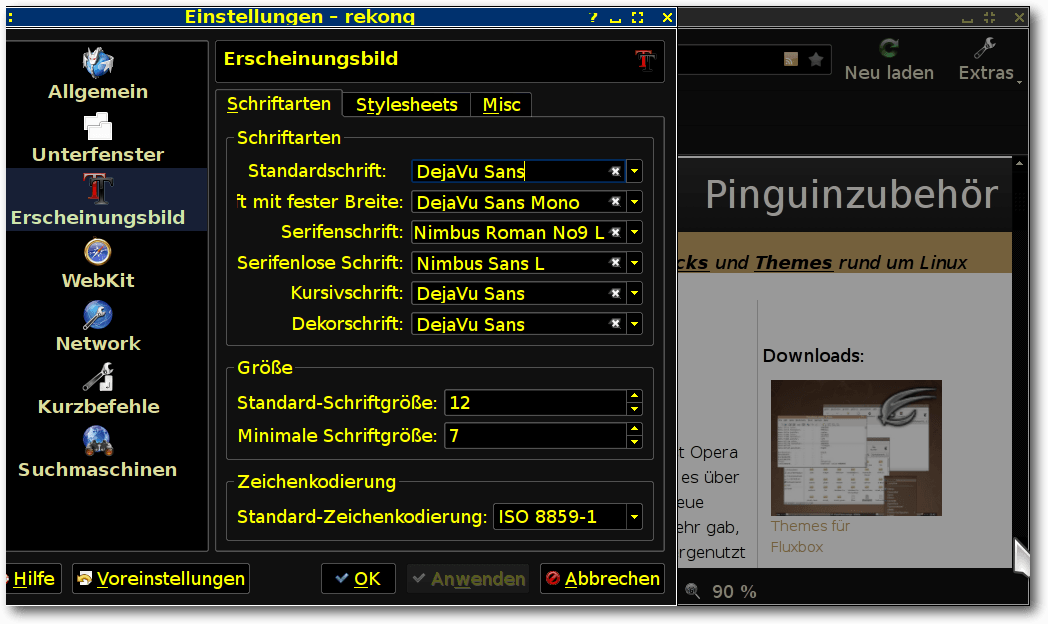 Einstellungen – rekonq
Allgemein
Unterfenster
Erscheinungsbild
WebKit
Network
Kurzbefehle
Suchmaschinen
Erscheinungsbild
Schriftarten Stylesheets Misc
Schriftarten
Standardschrift: DejaVu Sans
ft mit fester Breite: DejaVu Sans Mono
Serifenschrift: Nimbus Roman No9 L
Serifenlose Schrift: Nimbus Sans L
Kursivschrift: DejaVu Sans
Dekorschrift: DejaVu Sans
Größe
Standard-Schriftgröße: 12
Minimale Schriftgröße: 7
Zeichenkodierung
Standard-Zeichenkodierung: ISO 8859-1
Hilfe Voreinstellungen OK Anwenden Abbrechen
Neu laden Extras
Pinguinzubehör
cks und Themes rund um Linux
Downloads:
t Opera
es über
eue
ehr gab,
rgenutzt
Themes für
Fluxbox
90 %